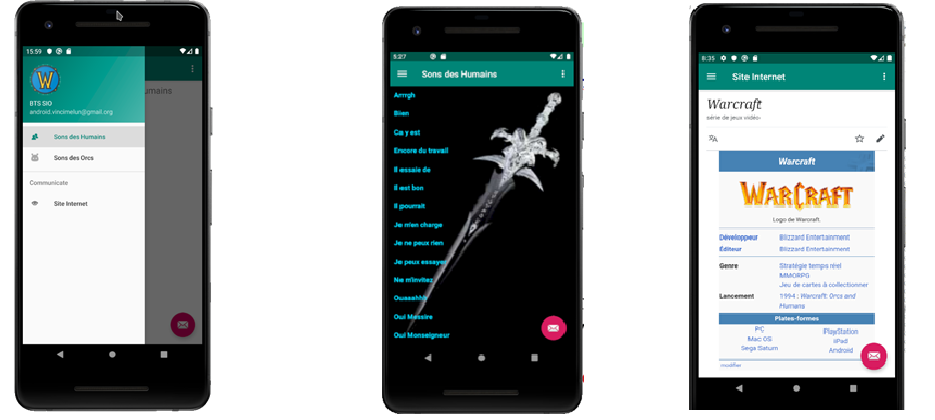 15:59
W
BTS SIO
android.vincimelun@gmail.org
umains
Sons des Humains
Sons des Orcs
Communicate
Site Internet
5:27
Sons des Humains
Arrrgh
Bien
Ca y est
Encore du travail
Il essaie de
Il est bon
Il pourrait
Je m'en charge
Je ne peux rien
Je peux essayer
Ne m'invitez
Ouaaahh
Oui Messire
Oui Monseigneur
8:35
Site Internet
Warcraft
série de jeux vidéo
Warcraft
WARCRAFT
Logo de Warcraft.
Développeur Blizzard Entertainment
Éditeur Blizzard Entertainment
Genre Stratégie temps réel
MMORPG
Jeu de cartes à collectionner
Lancement 1994 : Warcraft: Orcs and
Humans
Plates-formes
PC PlayStation
Mac OS iPad
Sega Saturn Android
modifier